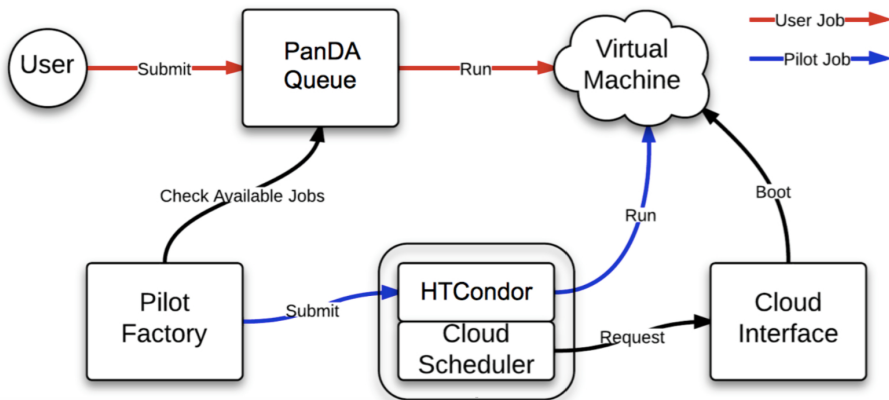 User
Submit
PanDA
Queue
Run
Virtual
Machine
User Job
Pilot Job
Check Available Jobs
Boot
Run
Pilot
Factory
Submit
HTCondor
Cloud
Scheduler
Request
Cloud
Interface